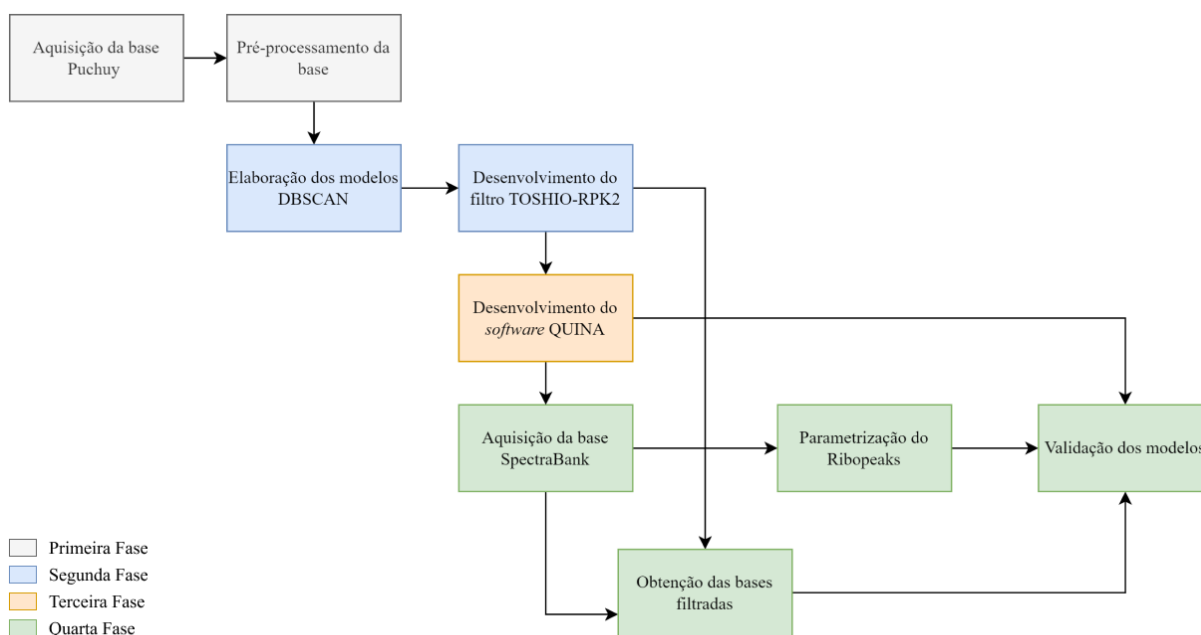 Aquisição da base
Puchuy
Pré-processamento da
base
Elaboração dos modelos
DBSCAN
Desenvolvimento do
filtro TOSHIO-RPK2
Desenvolvimento do
software QUINA
Aquisição da base
SpectraBank
Parametrização do
Ribopeaks
Validação dos modelos
Obtenção das bases
filtradas
Primeira Fase
Segunda Fase
Terceira Fase
Quarta Fase